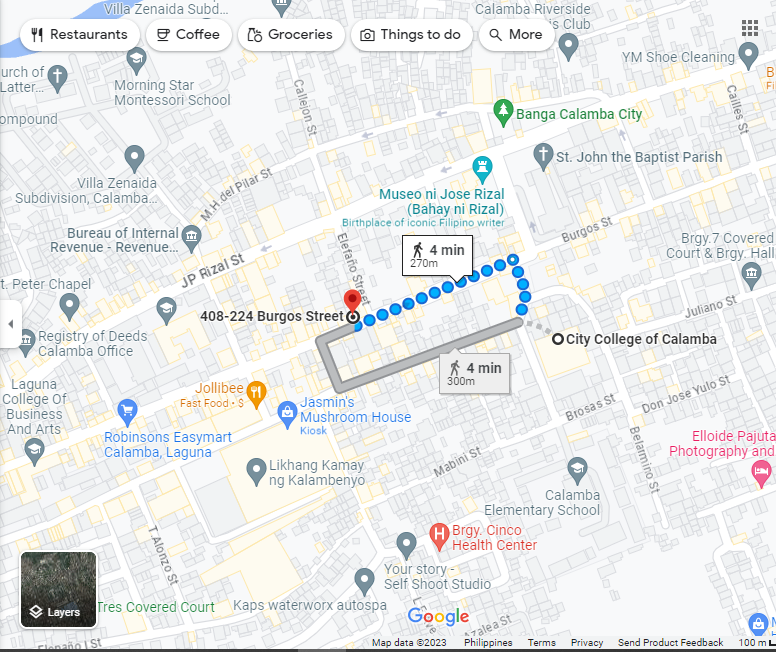 Villa Zenaida Subd...
Calamba Riverside
is Club
Restaurants
Coffee
Groceries
Things to do
More
YM Shoe Cleaning
urch of
Latter...
Morning Star
Montessori School
Callejon St
Cailles St
ompound
Banga Calamba City
St. John the Baptist Parish
Villa Zenaida
Subdivision, Calamba...
M.H del Pilar St
Museo ni Jose Rizal
(Bahay ni Rizal)
Birthplace of iconic Filipino writer
Bureau of Internal
Revenue - Revenue...
Burgos St
Brgy.7 Covered
Court & Brgy. Hall
Elefaño Street
4 min
270m
JP Rizal St
t. Peter Chapel
408-224 Burgos Street
Juliano St
Registry of Deeds
Calamba Office
City College of Calamba
4 min
300m
Laguna
College Of
Business
And Arts
Jollibee
Fast Food • $
Jasmin's
Mushroom House
Kiosk
Don Jose Yulo St
Brosas St
Robinsons Easymart
Calamba, Laguna
Belarmino St
Elloide Pajuta
Photography and
Mabini St
Likhang Kamay
ng Kalambenyo
Calamba
Elementary School
T. Alonzo St
Brgy. Cinco
Health Center
Your story -
Self Shoot Studio
Layers
Tres Covered Court
Kaps waterworx autospa
Google
Azalea St
Elepaño I St
Map data ©2023
Philippines
Terms
Privacy
Send Product Feedback
100 m